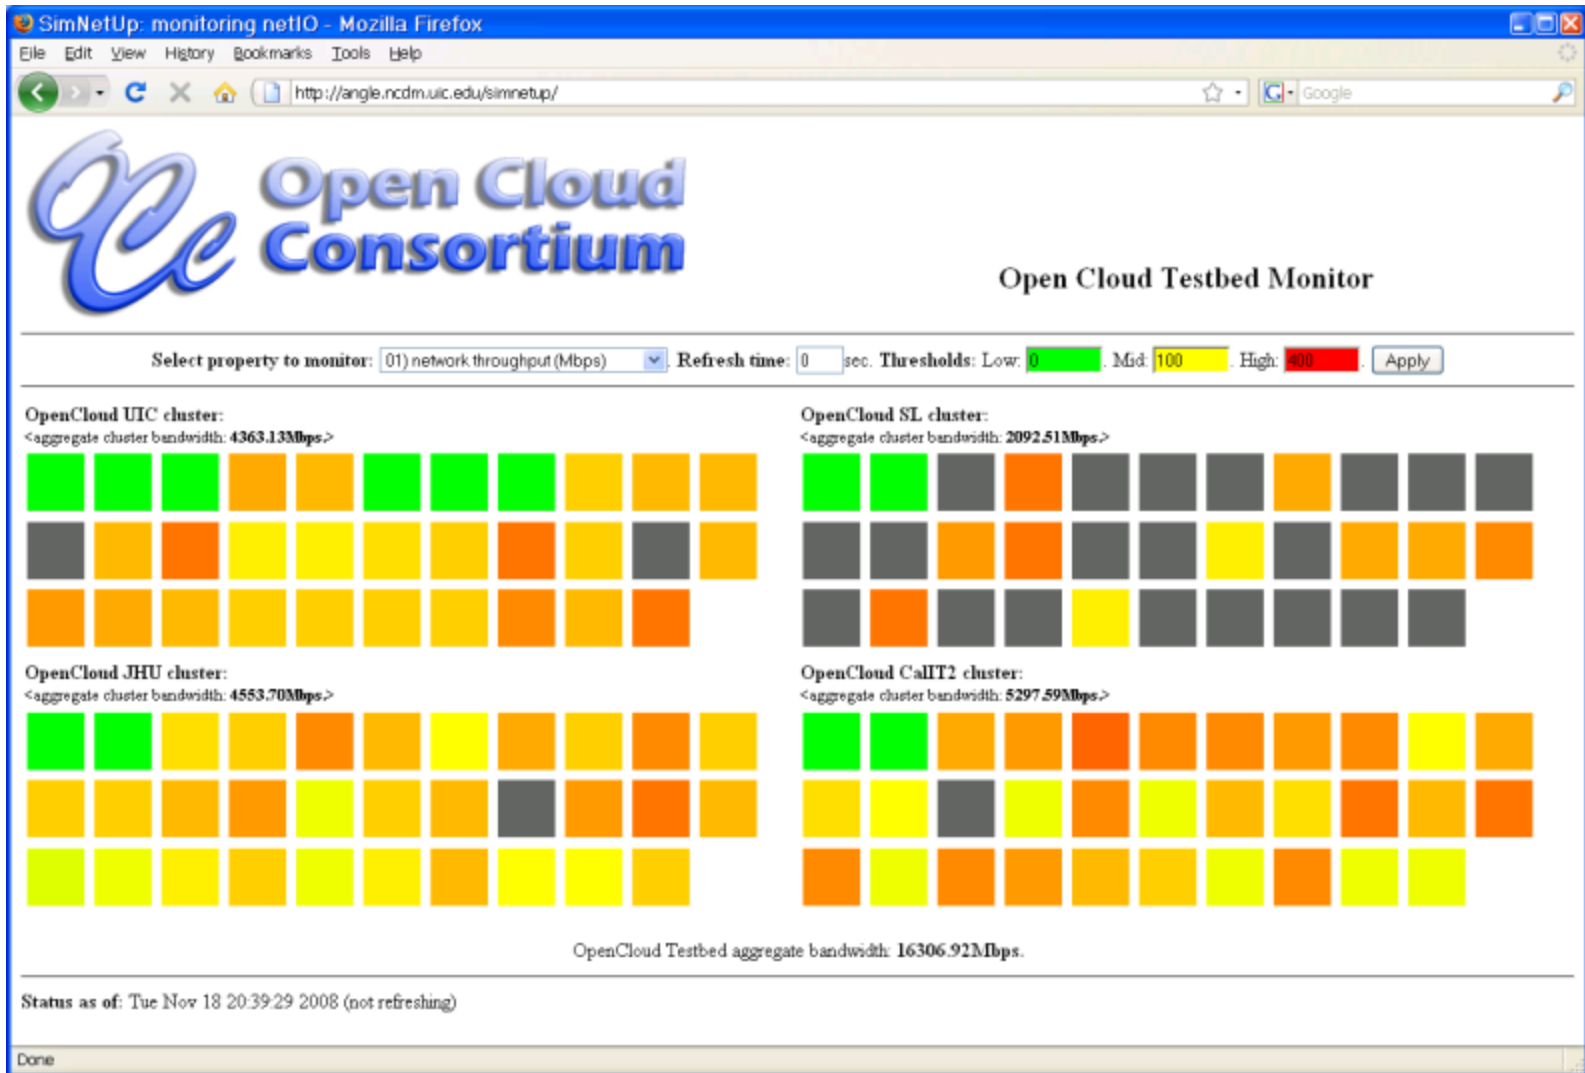 SimNetUp: monitoring netIO - Mozilla Firefox
File Edit View History Bookmarks Tools Help
http://angle.ncdm.uic.edu/simnetup/
Google
OCc
Open Cloud
Consortium
Open Cloud Testbed Monitor
Select property to monitor: 01) network throughput (Mbps) . Refresh time: 0 sec. Thresholds: Low: 0 . Mid: 100 . High: 400 . Apply
OpenCloud UIC cluster:
<aggregate cluster bandwidth: 4363.13Mbps.>
OpenCloud SL cluster:
<aggregate cluster bandwidth: 2092.51Mbps.>
OpenCloud JHU cluster:
<aggregate cluster bandwidth: 4553.70Mbps.>
OpenCloud CalIT2 cluster:
<aggregate cluster bandwidth: 5297.59Mbps.>
OpenCloud Testbed aggregate bandwidth: 16306.92Mbps.
Status as of: Tue Nov 18 20:39:29 2008 (not refreshing)
Done